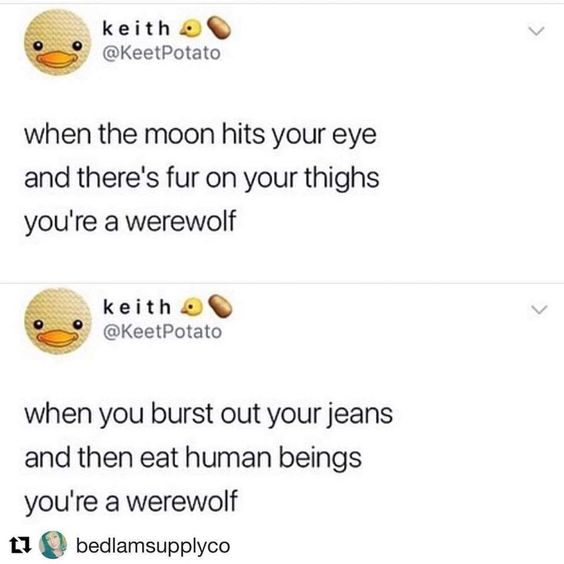 keith 🐤🥔
@KeetPotato
when the moon hits your eye
and there's fur on your thighs
you're a werewolf
keith 🐤🥔
@KeetPotato
when you burst out your jeans
and then eat human beings
you're a werewolf
bedlamsupplyco